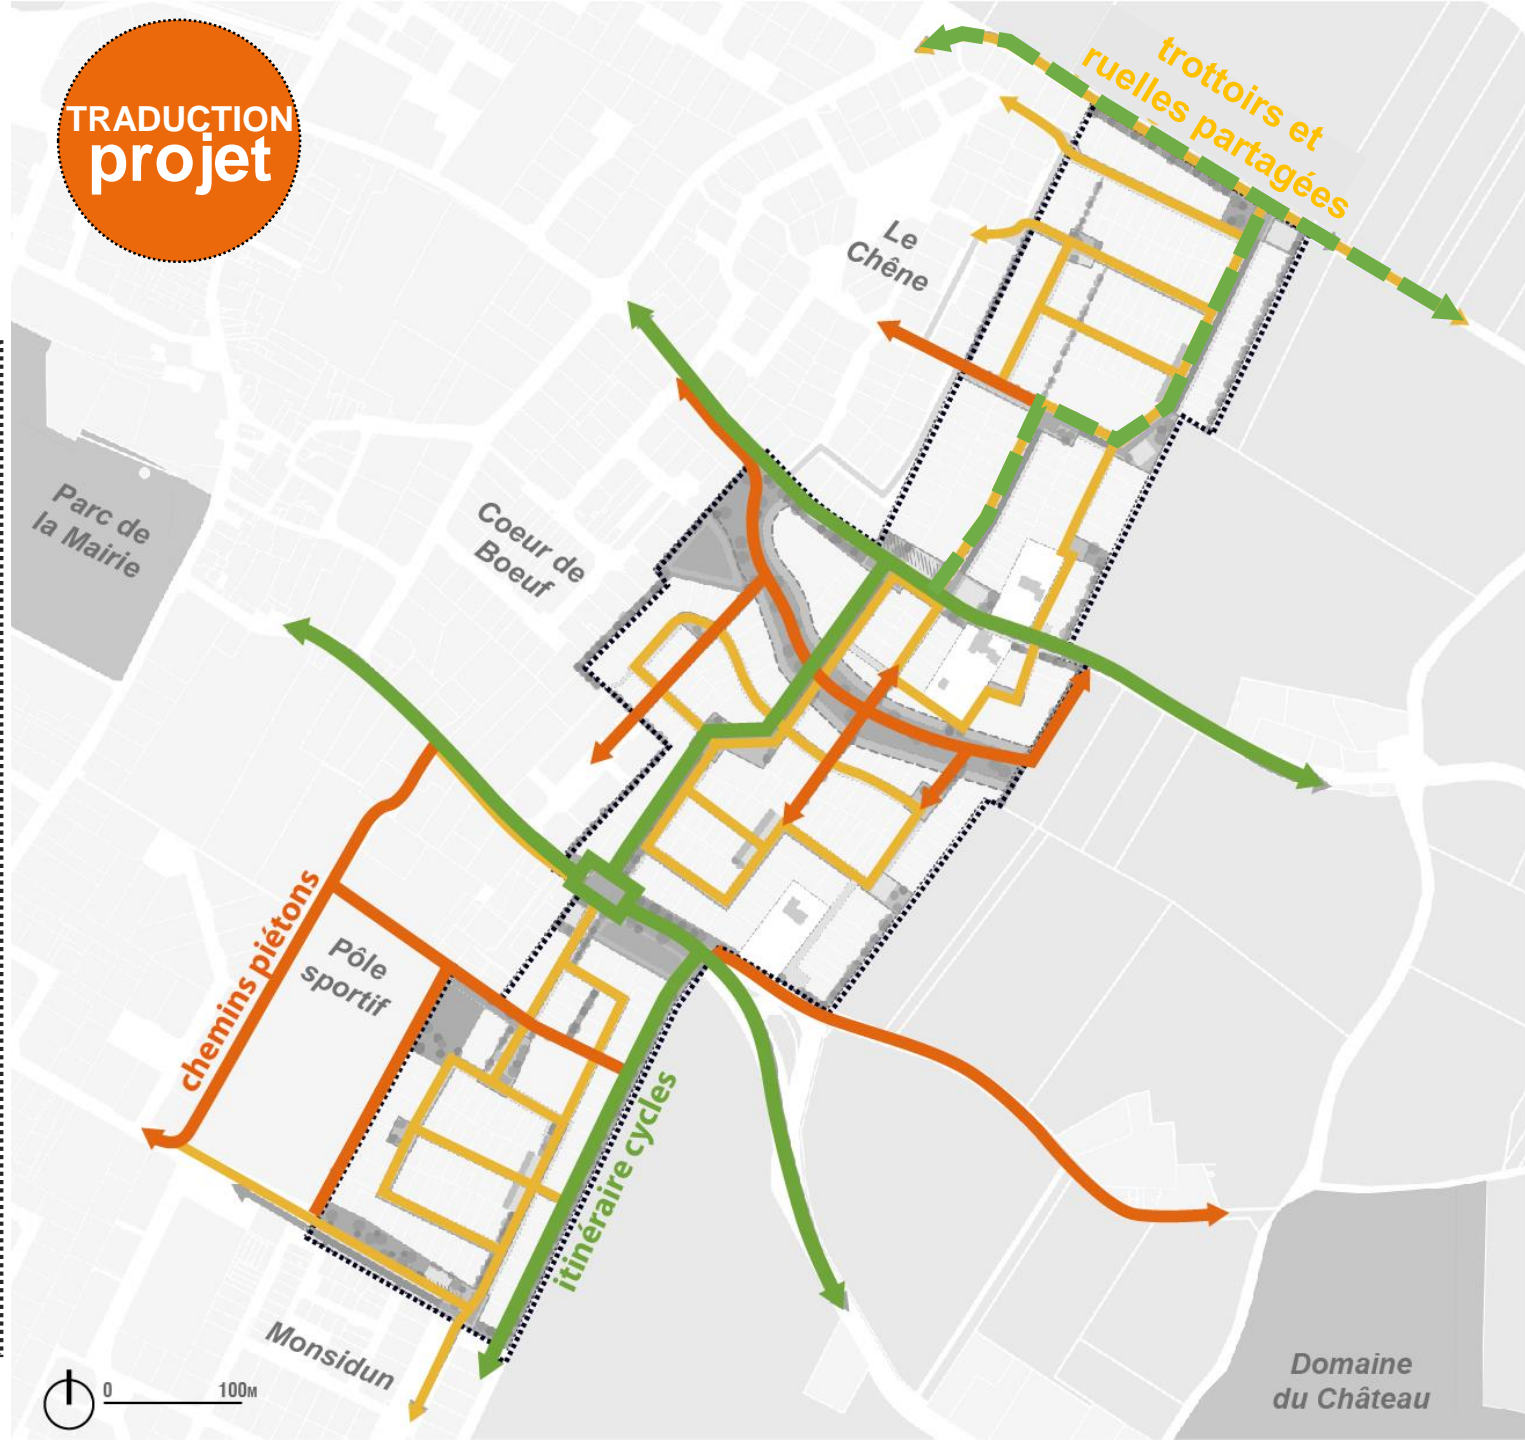 TRADUCTION
projet
trottoirs et
ruelles partagées
Le
Chêne
Parc de
la Mairie
Coeur de
Boeuf
chemins piétons
Pôle
sportif
itinéraire cycles
Monsidun
Domaine
du Château
0 100M